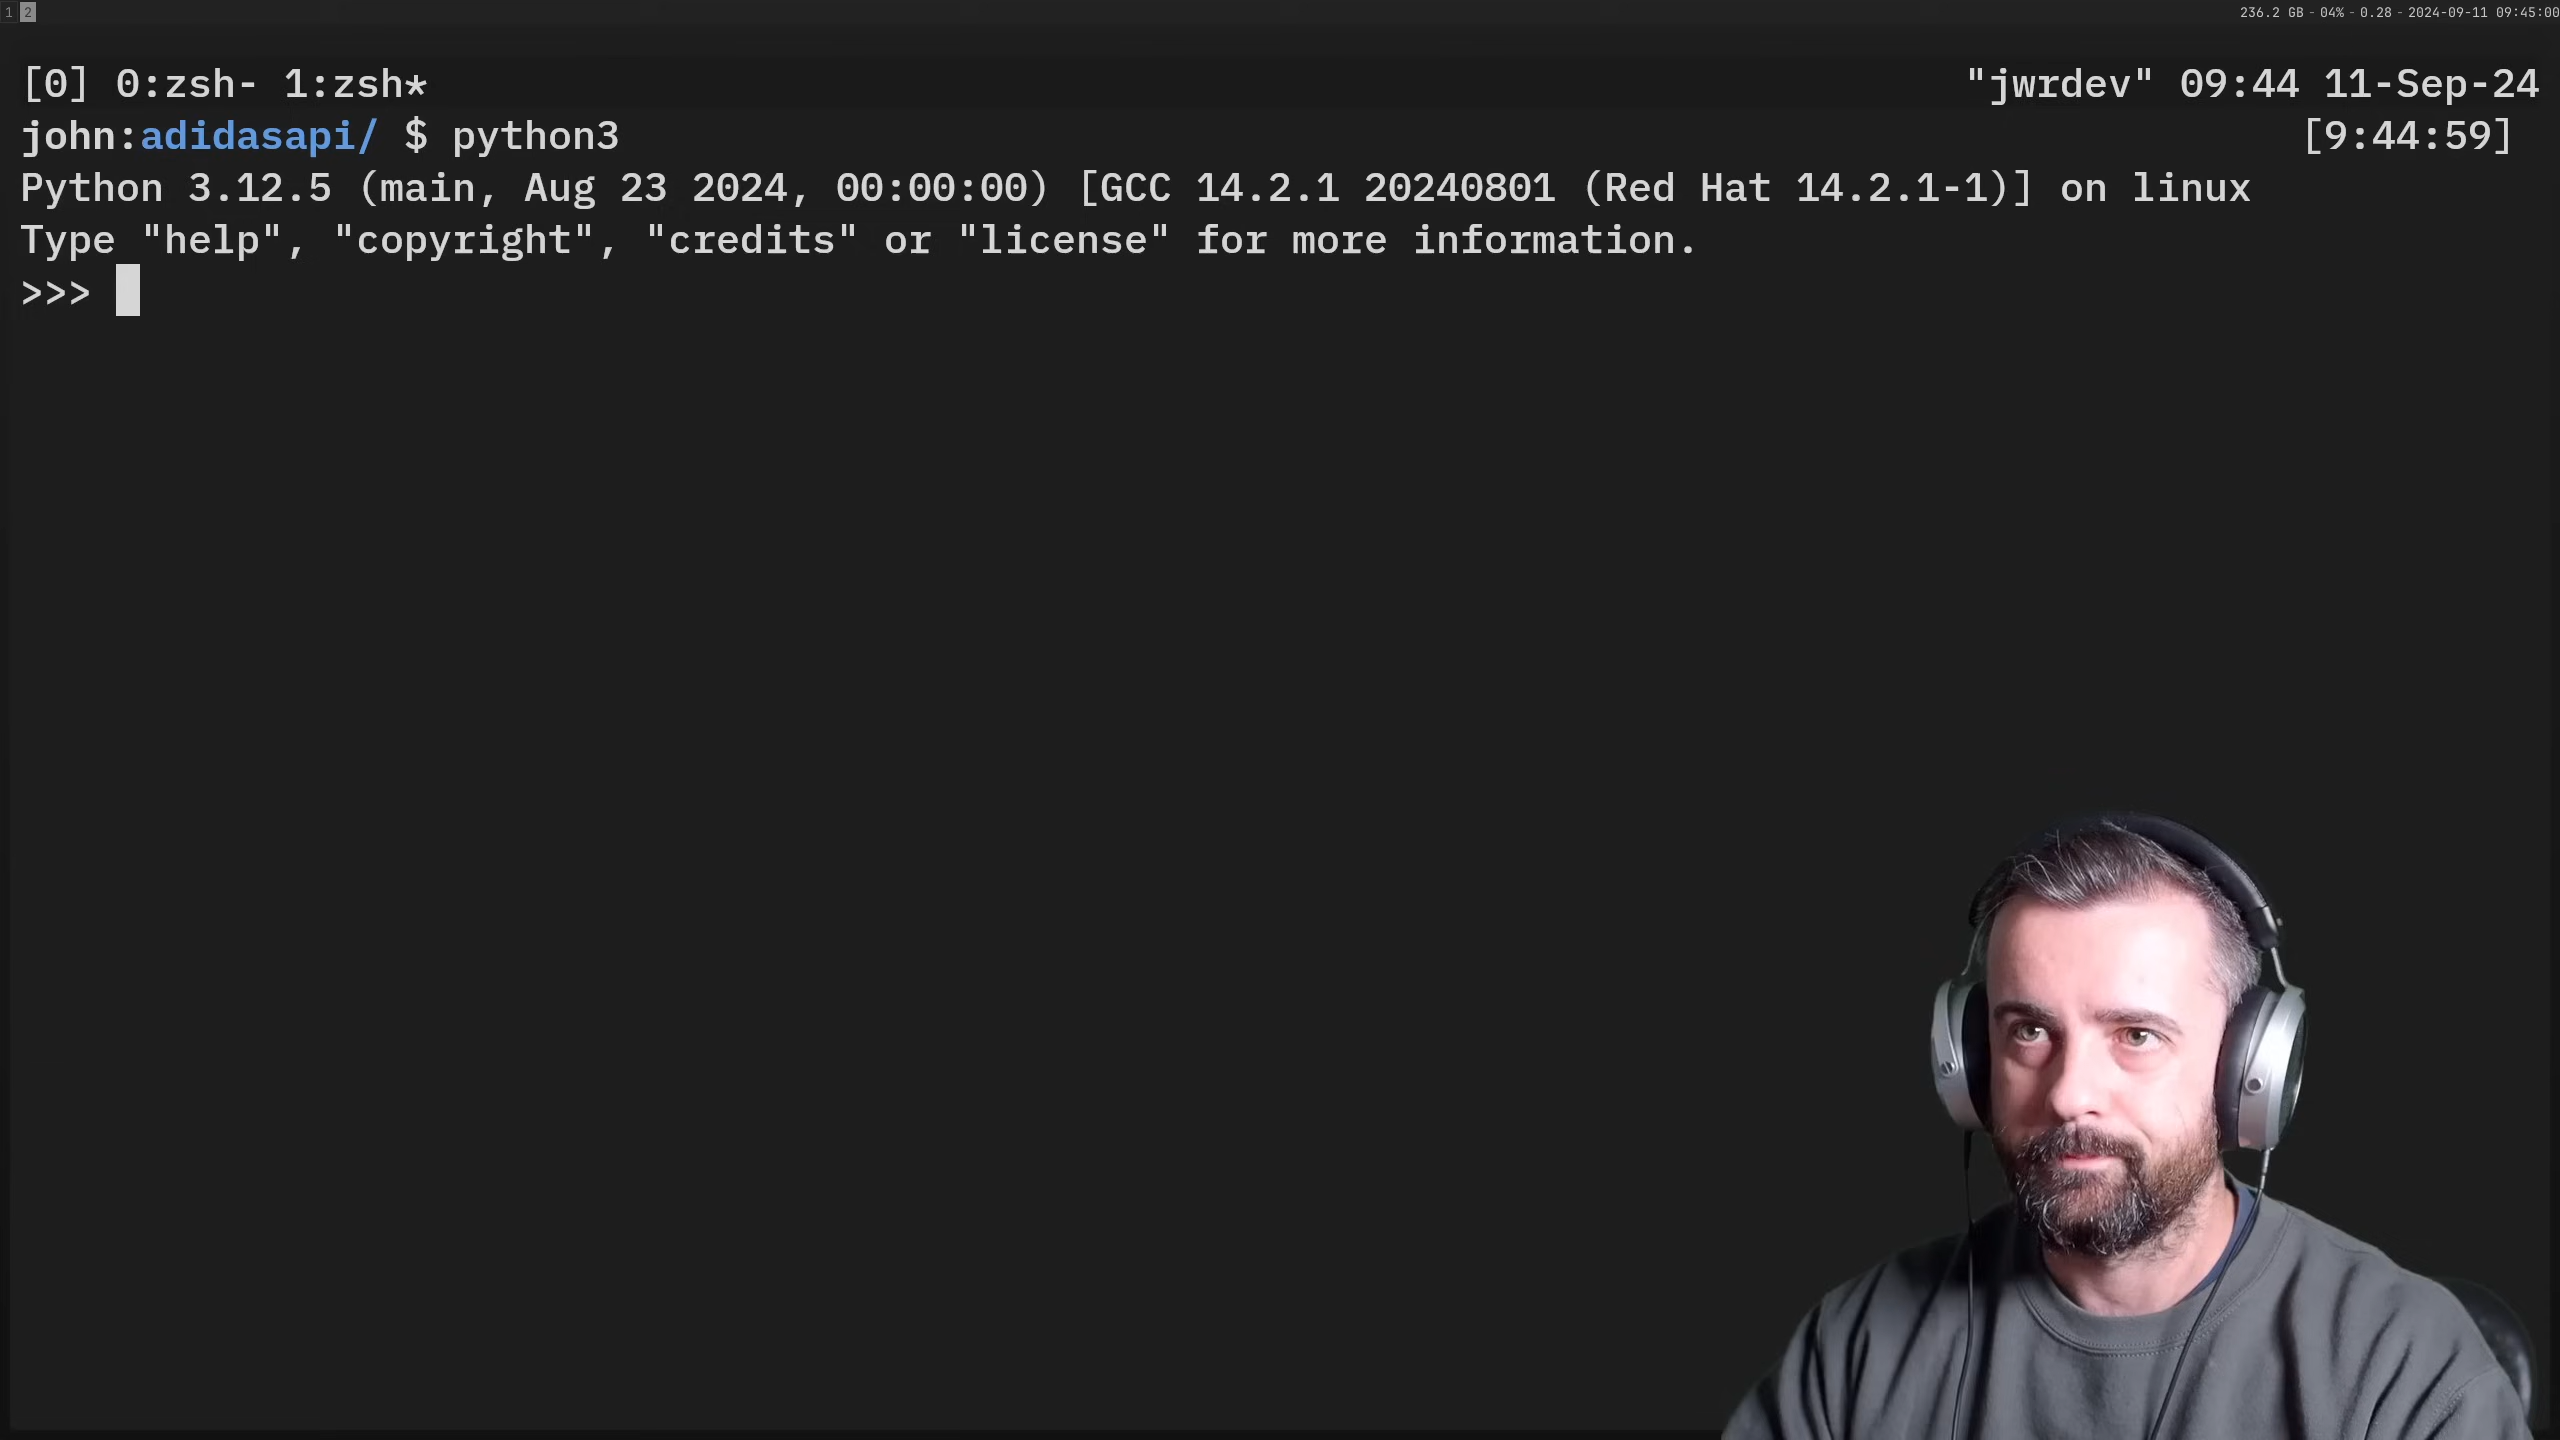 1 2 236.2 GB - 04% - 0.28 - 2024-09-11 09:45:00
[0] 0:zsh- 1:zsh* "jwrdev" 09:44 11-Sep-24
john:adidasapi/ $ python3 [9:44:59]
Python 3.12.5 (main, Aug 23 2024, 00:00:00) [GCC 14.2.1 20240801 (Red Hat 14.2.1-1)] on linux
Type "help", "copyright", "credits" or "license" for more information.
>>>